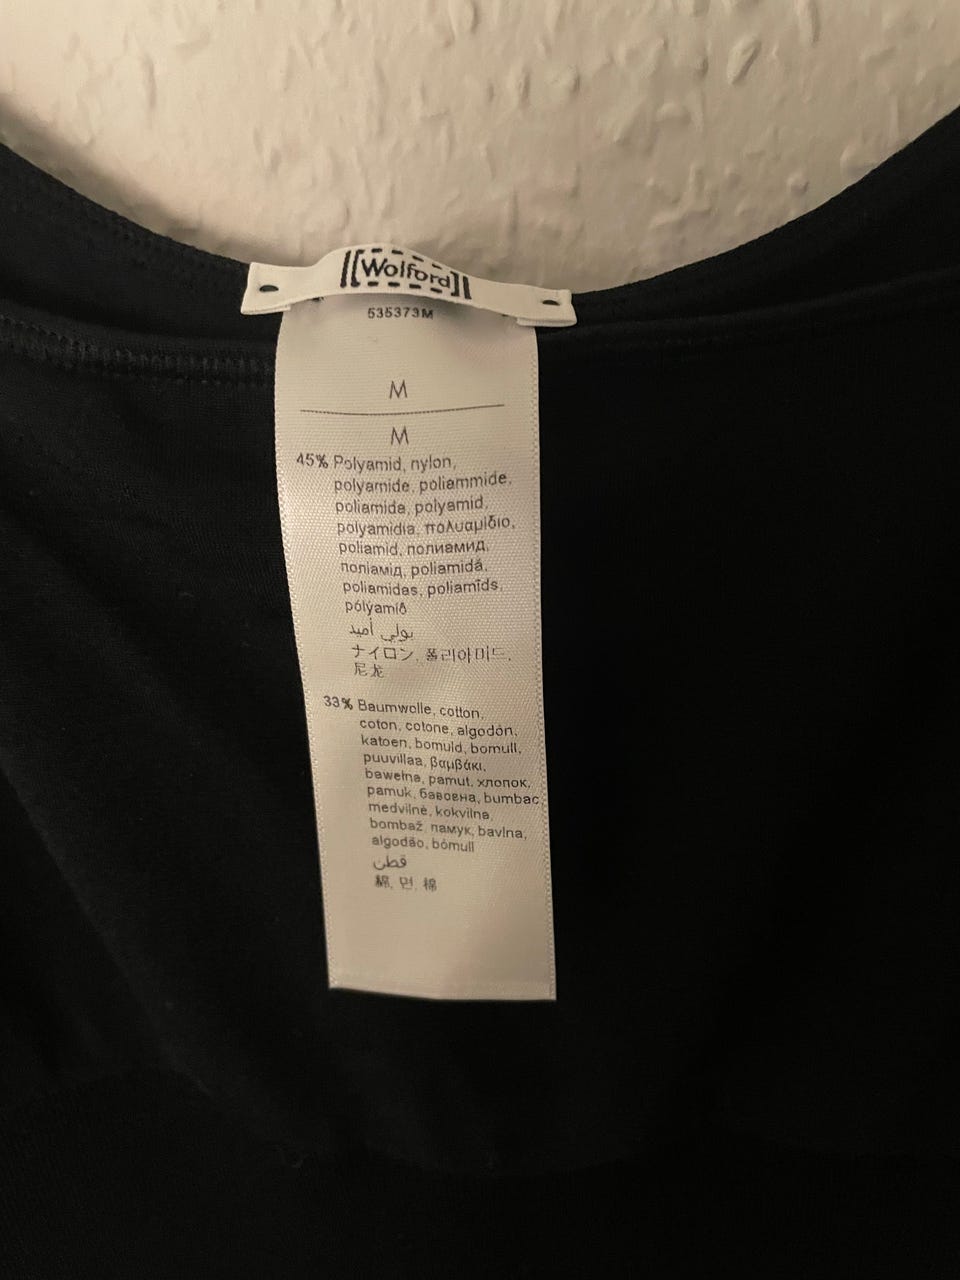 [Wolford]
535373M
M
M
45% Polyamid, nylon,
polyamide, poliammide,
poliamida, polyamid,
polyamidia, πολυαμίδιο,
poliamid, полиамид,
поліамід, poliamidă,
poliamidas, poliamīds,
pólýamíð
بولي أميد
ナイロン, 폴리아미드,
尼龙
33% Baumwolle, cotton,
coton, cotone, algodón,
katoen, bomuld, bomull,
puuvillaa, βαμβάκι,
bawełna, pamut, хлопок,
pamuk, бавовна, bumbac
medvilnė, kokvilna,
bombaž, памук, bavlna,
algodão, bómull
قطن
綿, 면, 棉